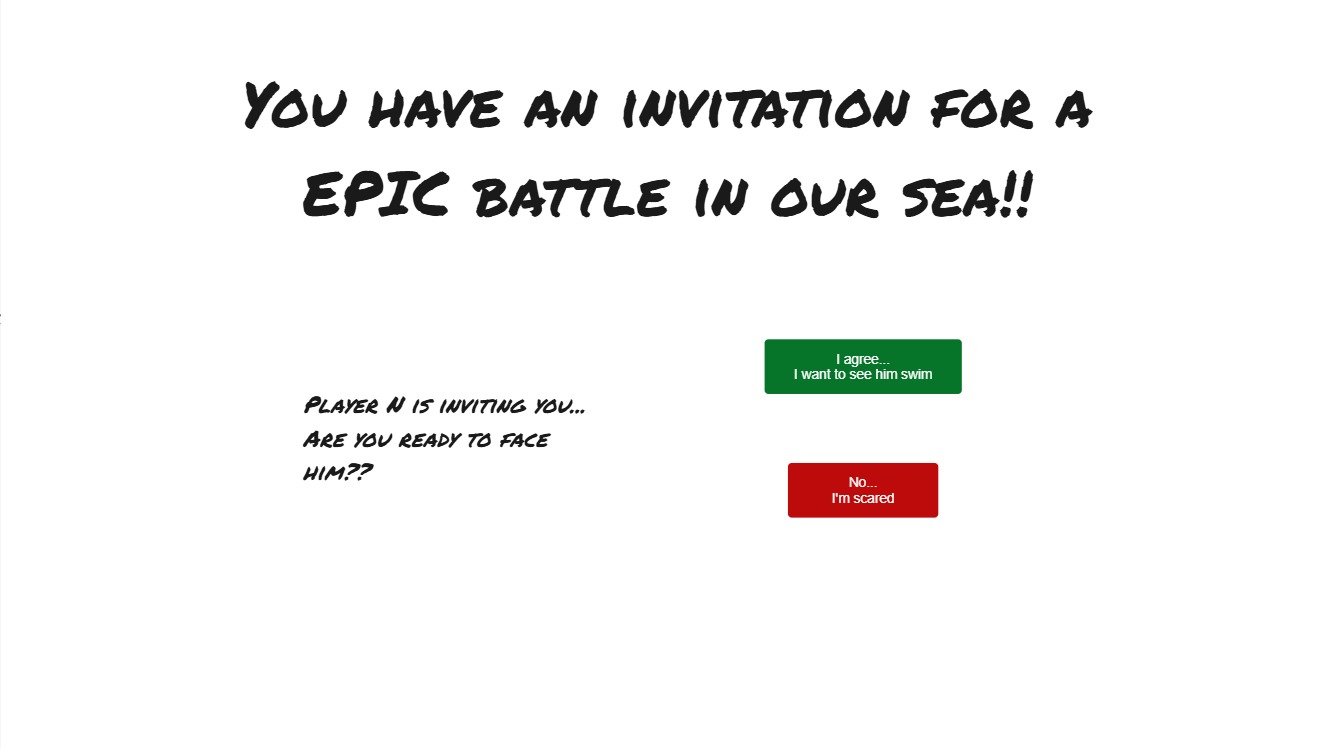 You have an invitation for a
EPIC battle in our sea!!
Player N is inviting you...
Are you ready to face
him??
I agree...
I want to see him swim
No...
I'm scared